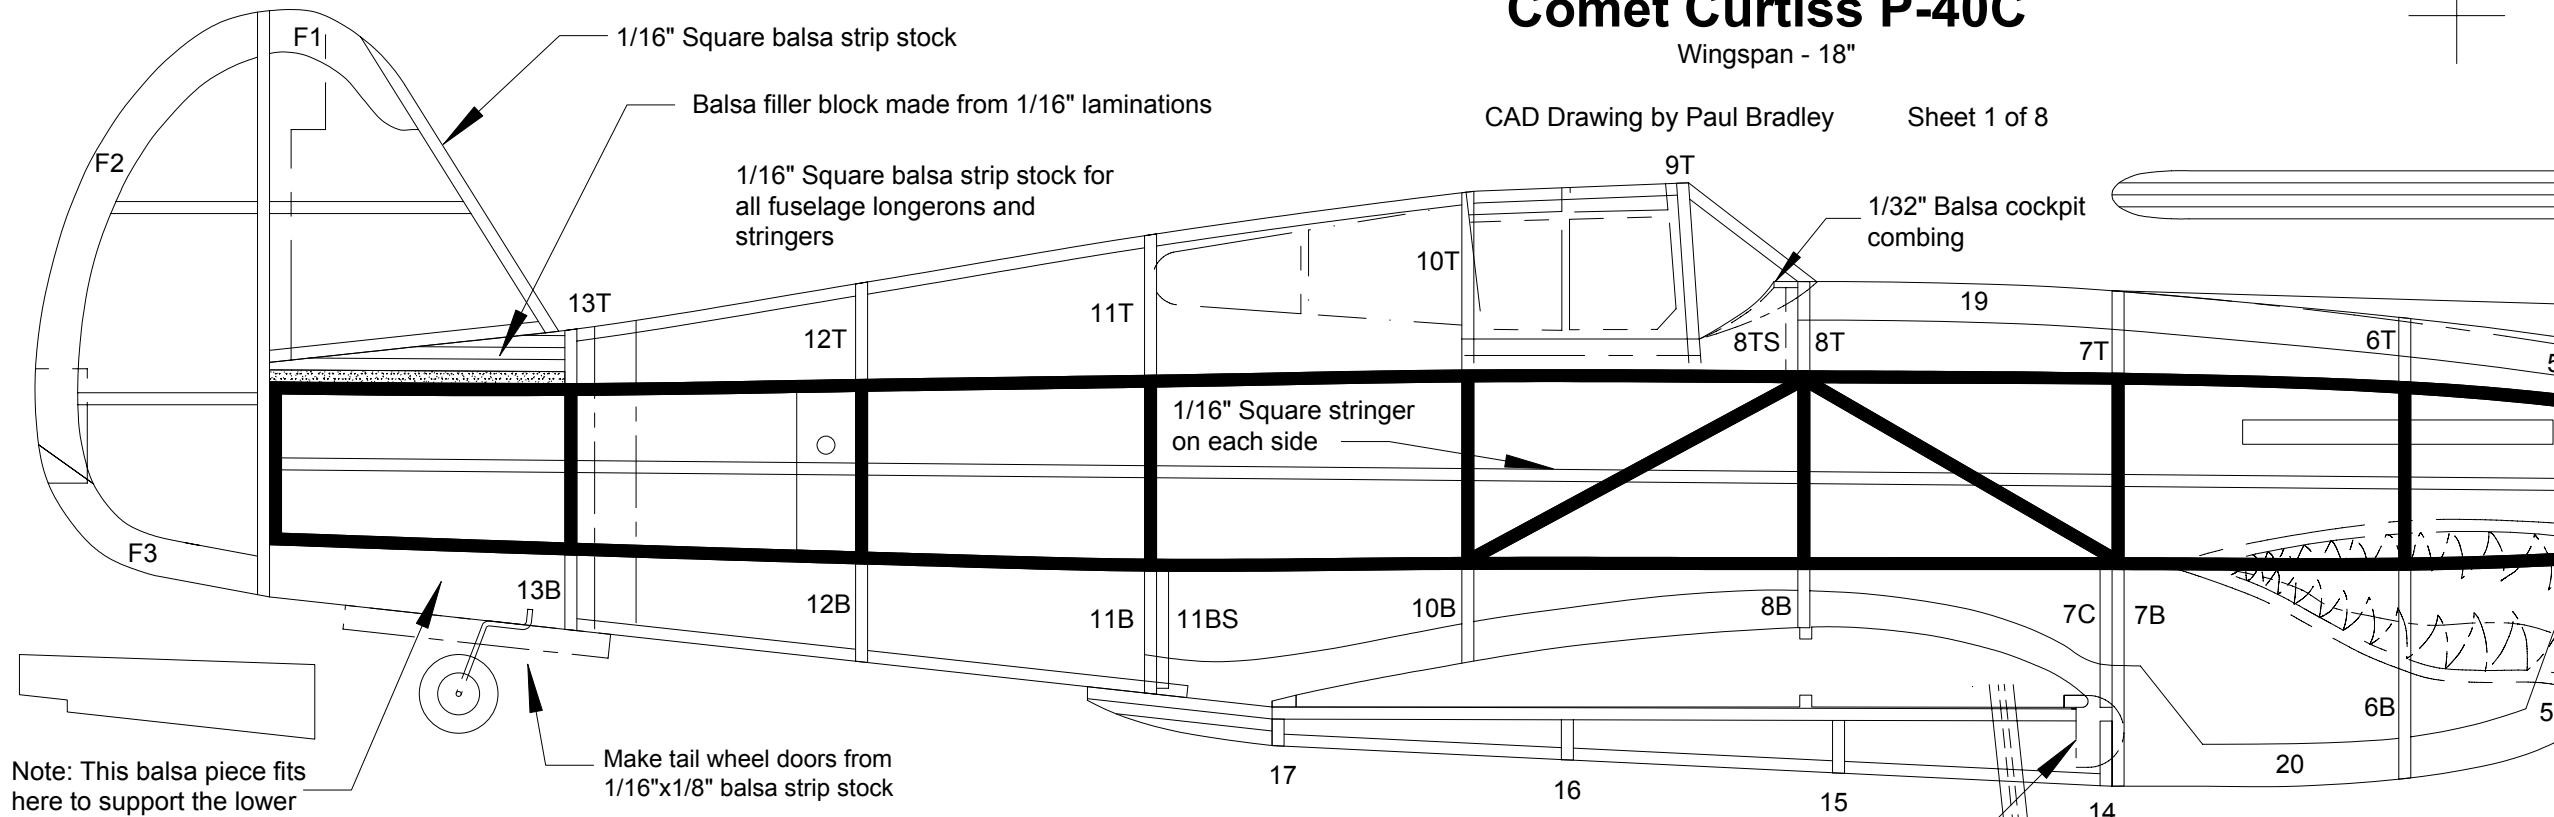 Comet Curtiss P-40C
Wingspan - 18"
CAD Drawing by Paul Bradley Sheet 1 of 8
F1
1/16" Square balsa strip stock
Balsa filler block made from 1/16" laminations
F2
1/16" Square balsa strip stock for
all fuselage longerons and
stringers
9T
1/32" Balsa cockpit
combing
10T
13T
11T
12T
19
8TS
8T
7T
6T
5
1/16" Square stringer
on each side
F3
13B
12B
11B
11BS
10B
8B
7C
7B
6B
5
Note: This balsa piece fits
here to support the lower
Make tail wheel doors from
1/16"x1/8" balsa strip stock
17
16
15
14
20